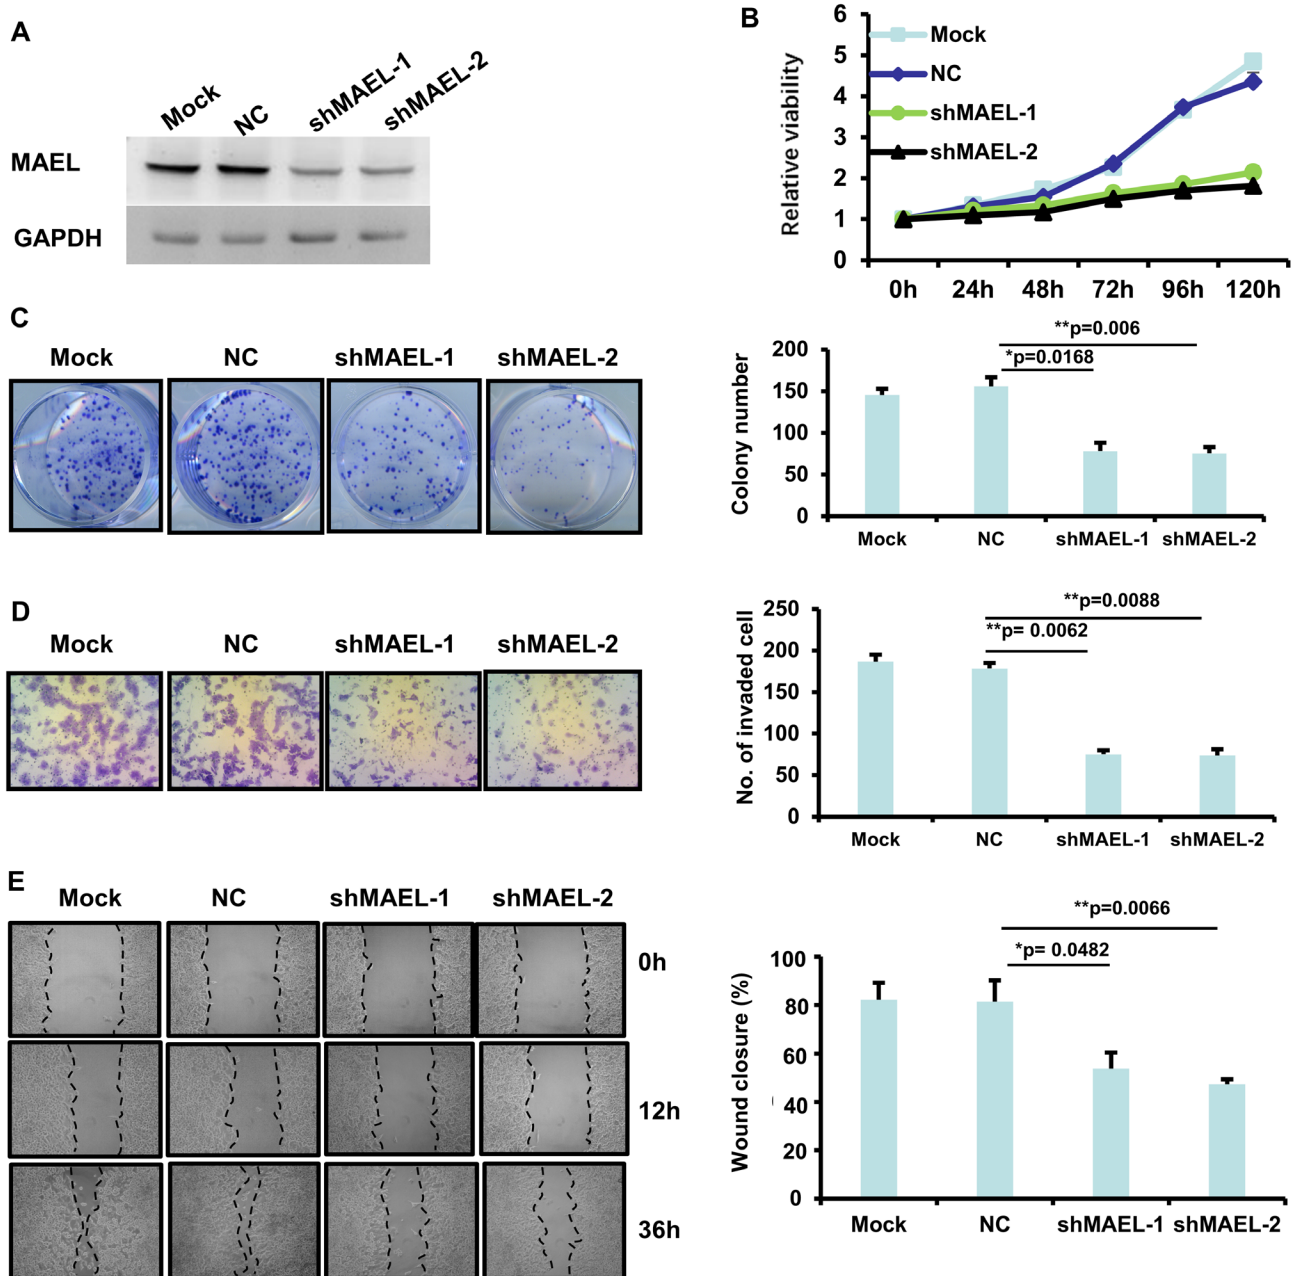 A
Mock
NC
shMAEL-1
shMAEL-2
MAEL
GAPDH
B
6
5
4
3
2
1
0
Relative viability
Mock
NC
shMAEL-1
shMAEL-2
0h 24h 48h 72h 96h 120h
C
Mock NC shMAEL-1 shMAEL-2
**p=0.006
*p=0.0168
200
150
100
50
0
Colony number
Mock NC shMAEL-1 shMAEL-2
D
Mock NC shMAEL-1 shMAEL-2
**p=0.0088
**p= 0.0062
250
200
150
100
50
0
No. of invaded cell
Mock NC shMAEL-1 shMAEL-2
E
Mock NC shMAEL-1 shMAEL-2
0h
12h
36h
**p=0.0066
*p= 0.0482
100
80
60
40
20
0
Wound closure (%)
Mock NC shMAEL-1 shMAEL-2